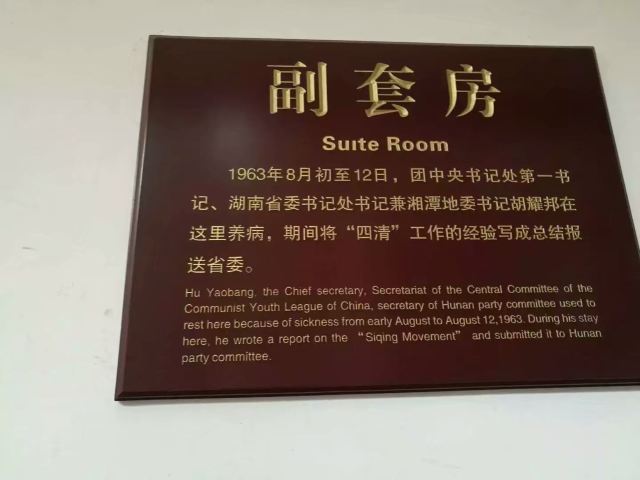 副套房
Suite Room
1963年8月初至12日，团中央书记处第一书
记、湖南省委书记处书记兼湘潭地委书记胡耀邦在
这里养病，期间将“四清”工作的经验写成总结报
送省委。
Hu Yaobang, the Chief secretary, Secretariat of the Central Committee of the
Communist Youth League of China, secretary of Hunan party committee used to
rest here because of sickness from early August to August 12,1963. During his stay
here, he wrote a report on the “Siqing Movement” and submitted it to Hunan
party committee.